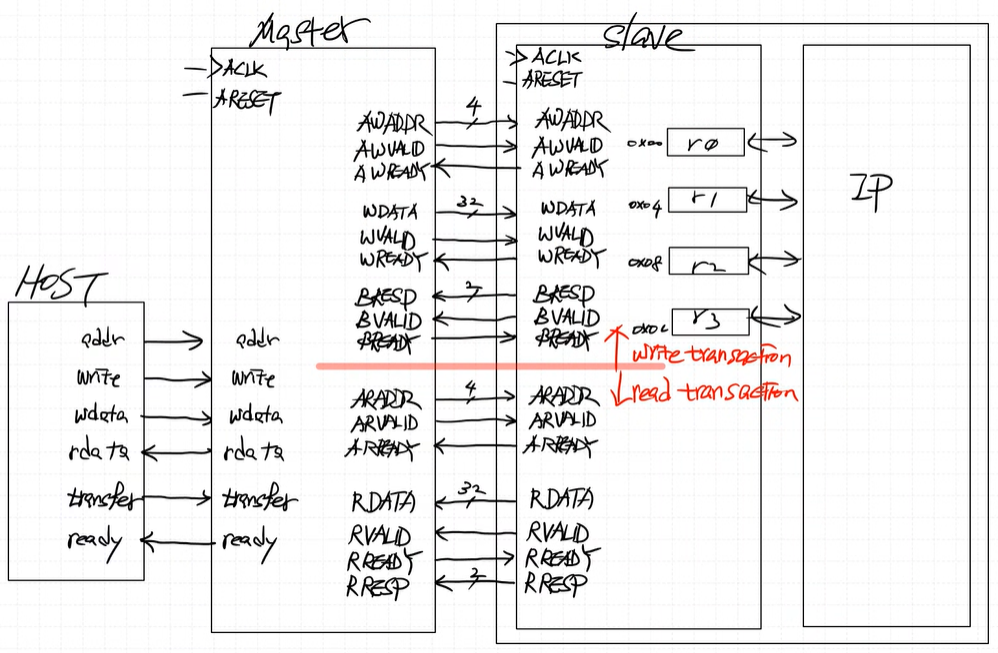 Master
slave
ACLK
ARESET
ACLK
ARESET
AWADDR 4 AWADDR
AWVALID AWVALID
AWREADY AWREADY
0x00 r0
IP
WDATA 32 WDATA
0x04 r1
WVALID WVALID
WREADY WREADY
0x08 r2
HOST
BRESP 2 BRESP
BVALID BVALID
BREADY BREADY
0x0c r3
write transaction
read transaction
addr addr
write write
wdata wdata
rdata rdata
transfer transfer
ready ready
ARADDR 4 ARADDR
ARVALID ARVALID
ARREADY ARREADY
RDATA 32 RDATA
RVALID RVALID
RREADY RREADY
RRESP 2 RRESP